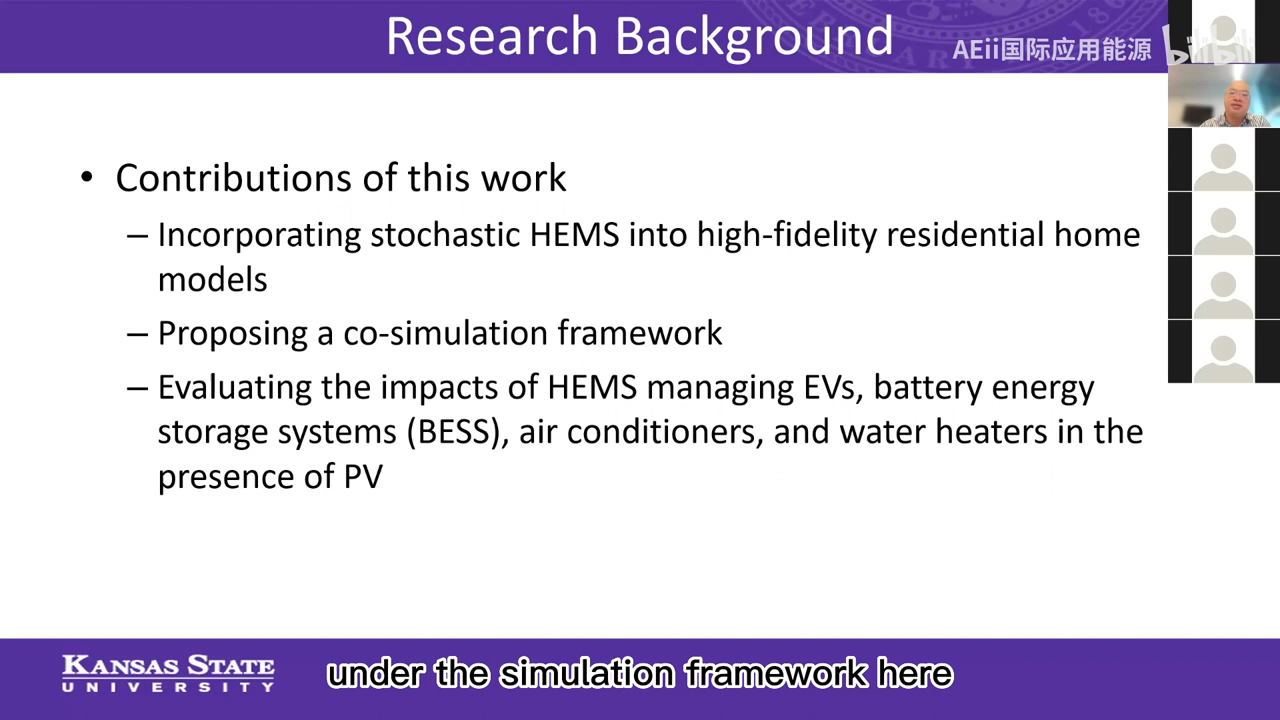 Research Background
AEii国际应用能源
bilibili
• Contributions of this work
– Incorporating stochastic HEMS into high-fidelity residential home
models
– Proposing a co-simulation framework
– Evaluating the impacts of HEMS managing EVs, battery energy
storage systems (BESS), air conditioners, and water heaters in the
presence of PV
KANSAS STATE
UNIVERSITY
under the simulation framework here